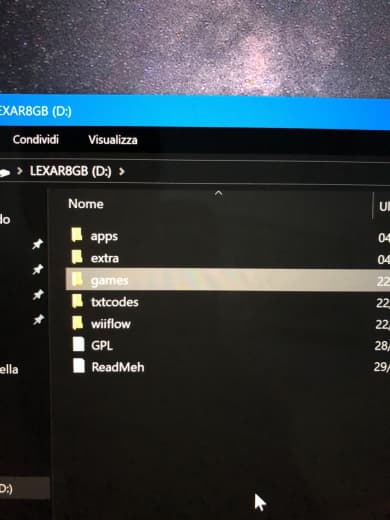 EXAR8GB (D:)
Condividi Visualizza
LEXAR8GB (D:)
Nome Ul
do
apps 04
extra 04
games 22
txtcodes 22,
wiiflow 22,
GPL 28/
ReadMeh 29/
ella
D:)